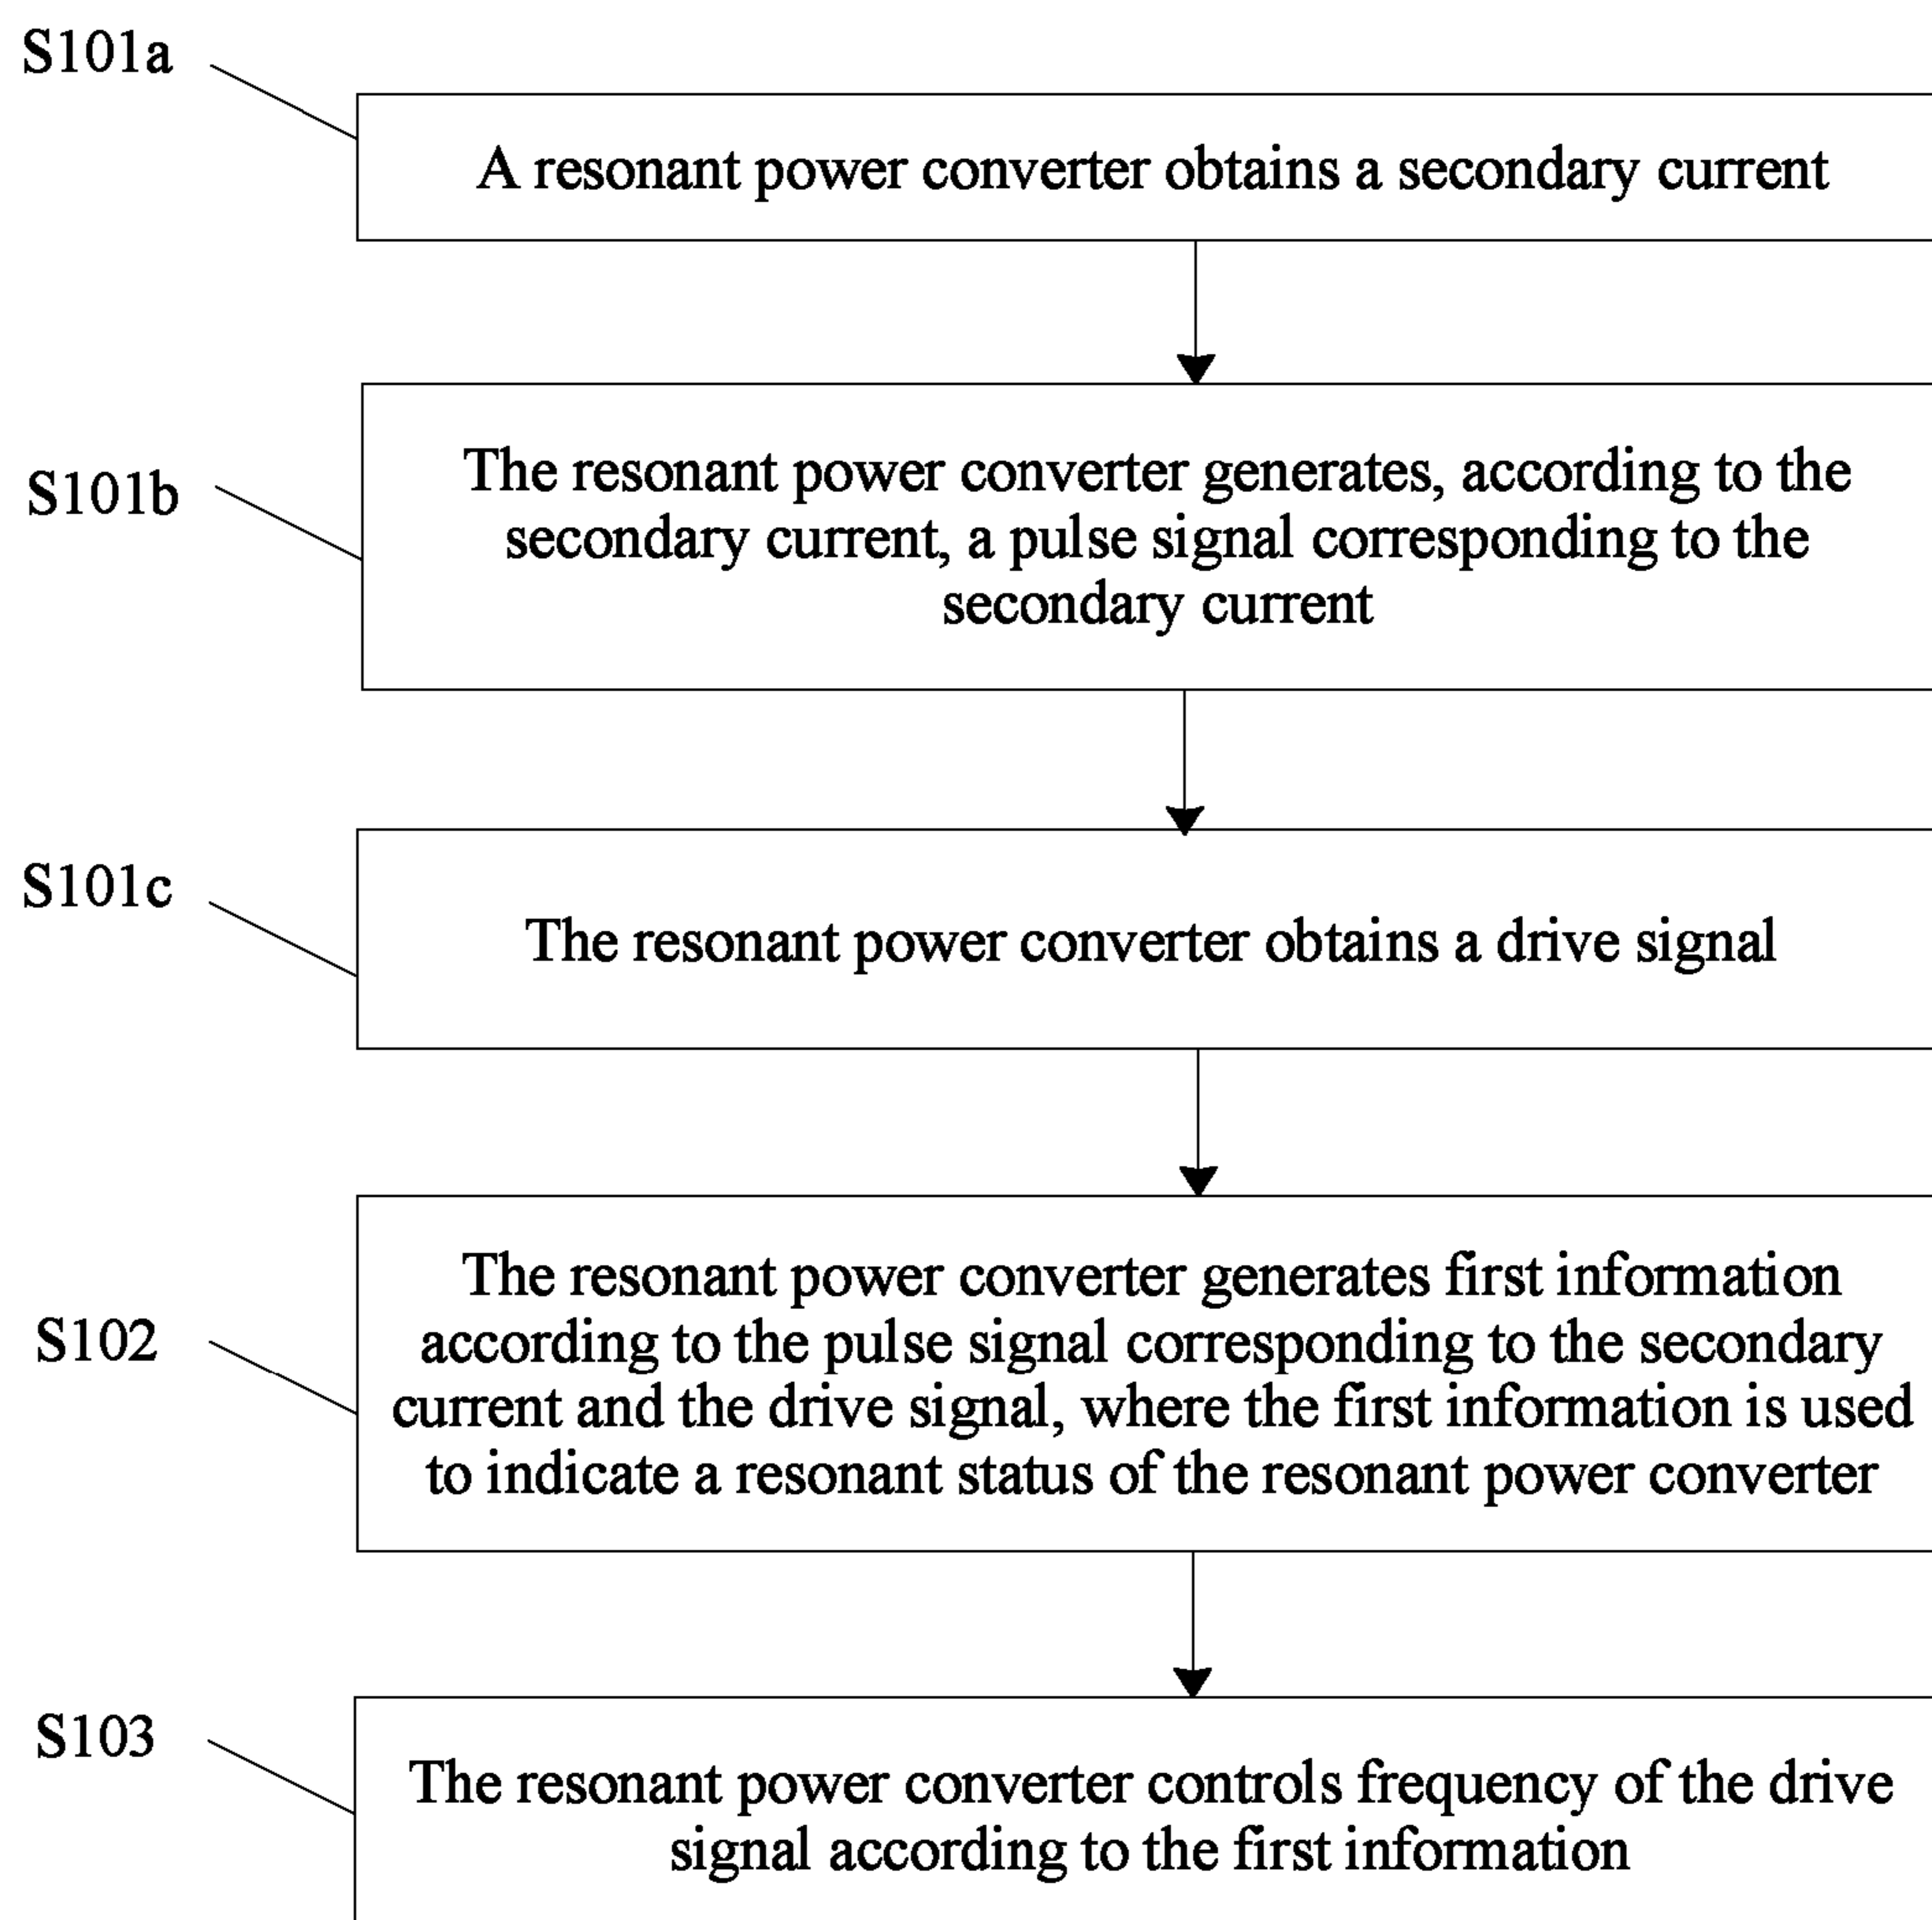 S101a
A resonant power converter obtains a secondary current
S101b
The resonant power converter generates, according to the
secondary current, a pulse signal corresponding to the
secondary current
S101c
The resonant power converter obtains a drive signal
S102
The resonant power converter generates first information
according to the pulse signal corresponding to the secondary
current and the drive signal, where the first information is used
to indicate a resonant status of the resonant power converter
S103
The resonant power converter controls frequency of the drive
signal according to the first information